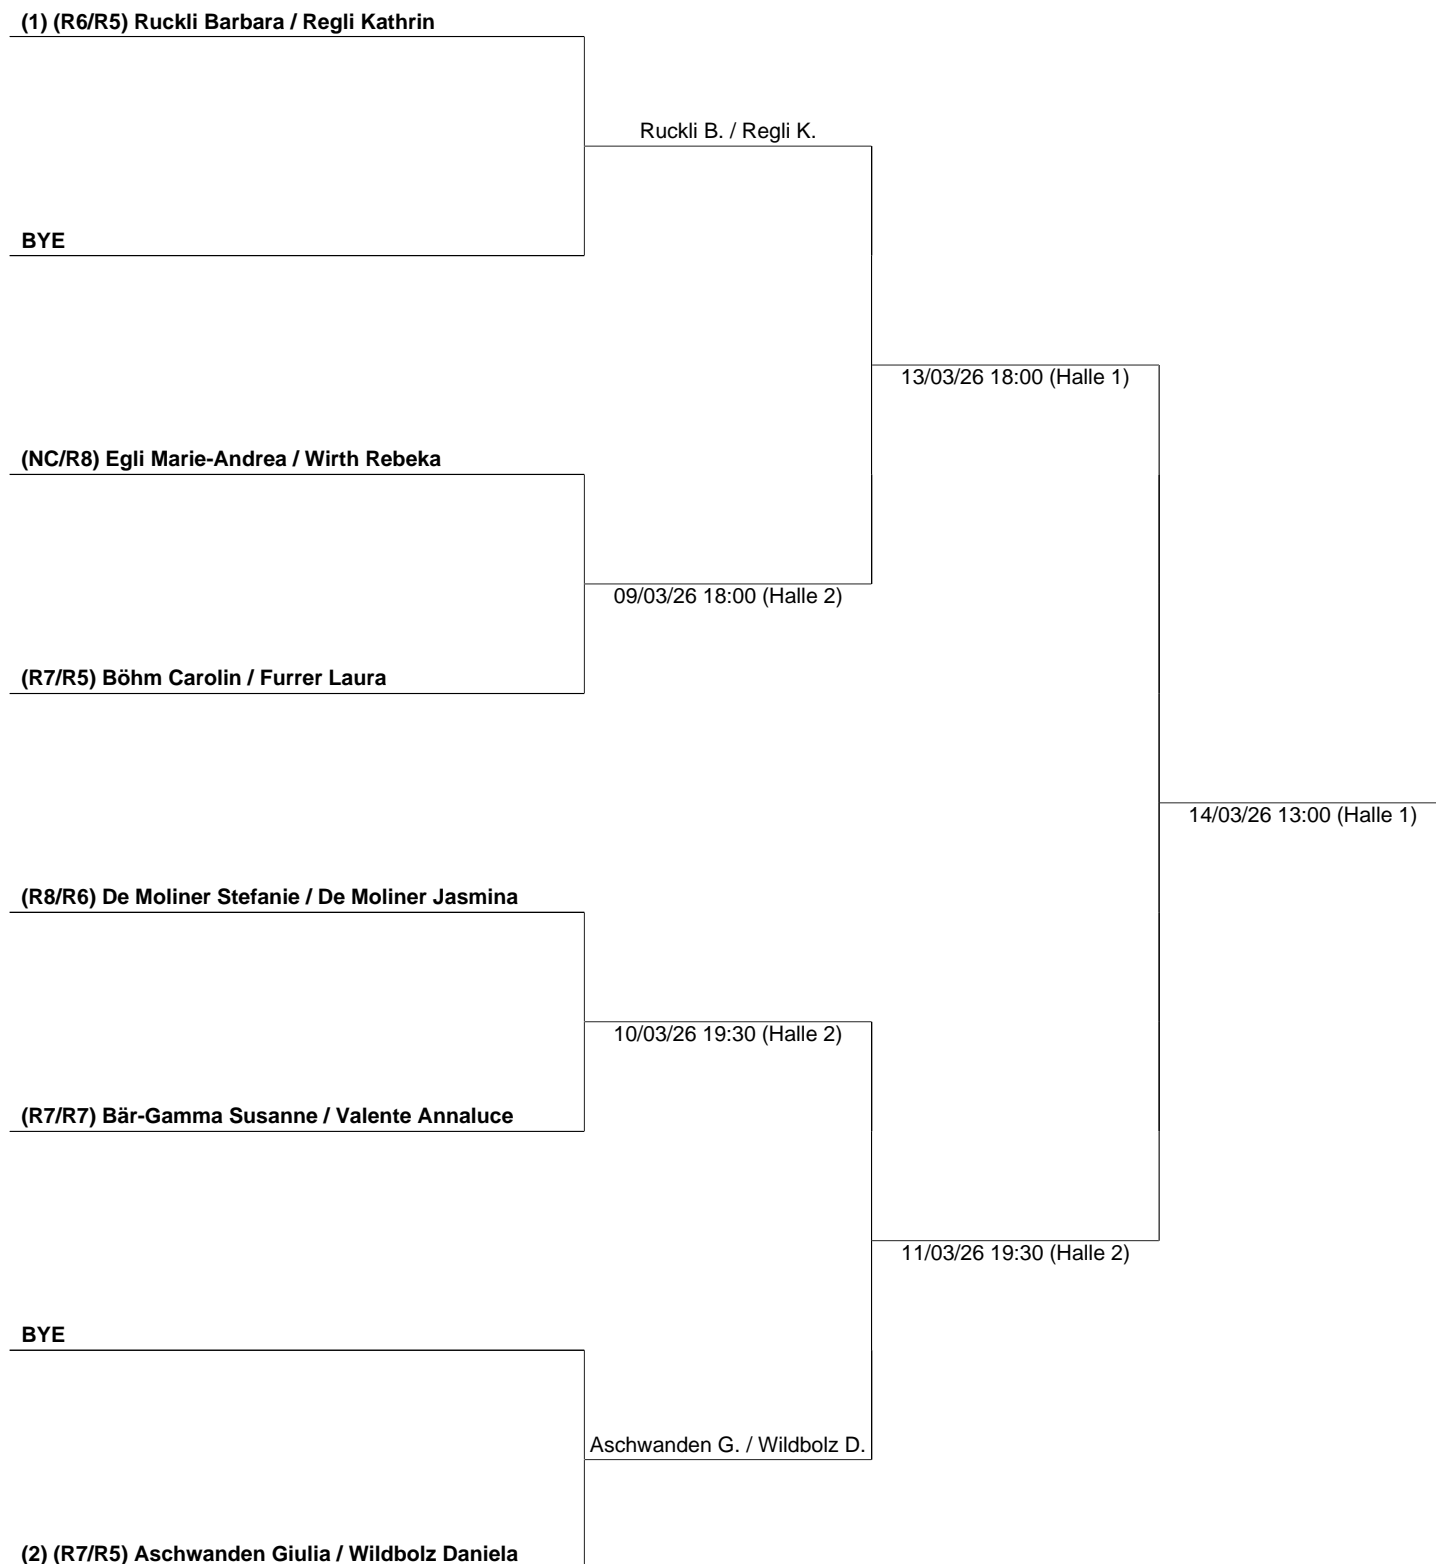 (1) (R6/R5) Ruckli Barbara / Regli Kathrin
Ruckli B. / Regli K.
BYE
13/03/26 18:00 (Halle 1)
(NC/R8) Egli Marie-Andrea / Wirth Rebeka
09/03/26 18:00 (Halle 2)
(R7/R5) Böhm Carolin / Furrer Laura
14/03/26 13:00 (Halle 1)
(R8/R6) De Moliner Stefanie / De Moliner Jasmina
10/03/26 19:30 (Halle 2)
(R7/R7) Bär-Gamma Susanne / Valente Annaluce
11/03/26 19:30 (Halle 2)
BYE
Aschwanden G. / Wildbolz D.
(2) (R7/R5) Aschwanden Giulia / Wildbolz Daniela